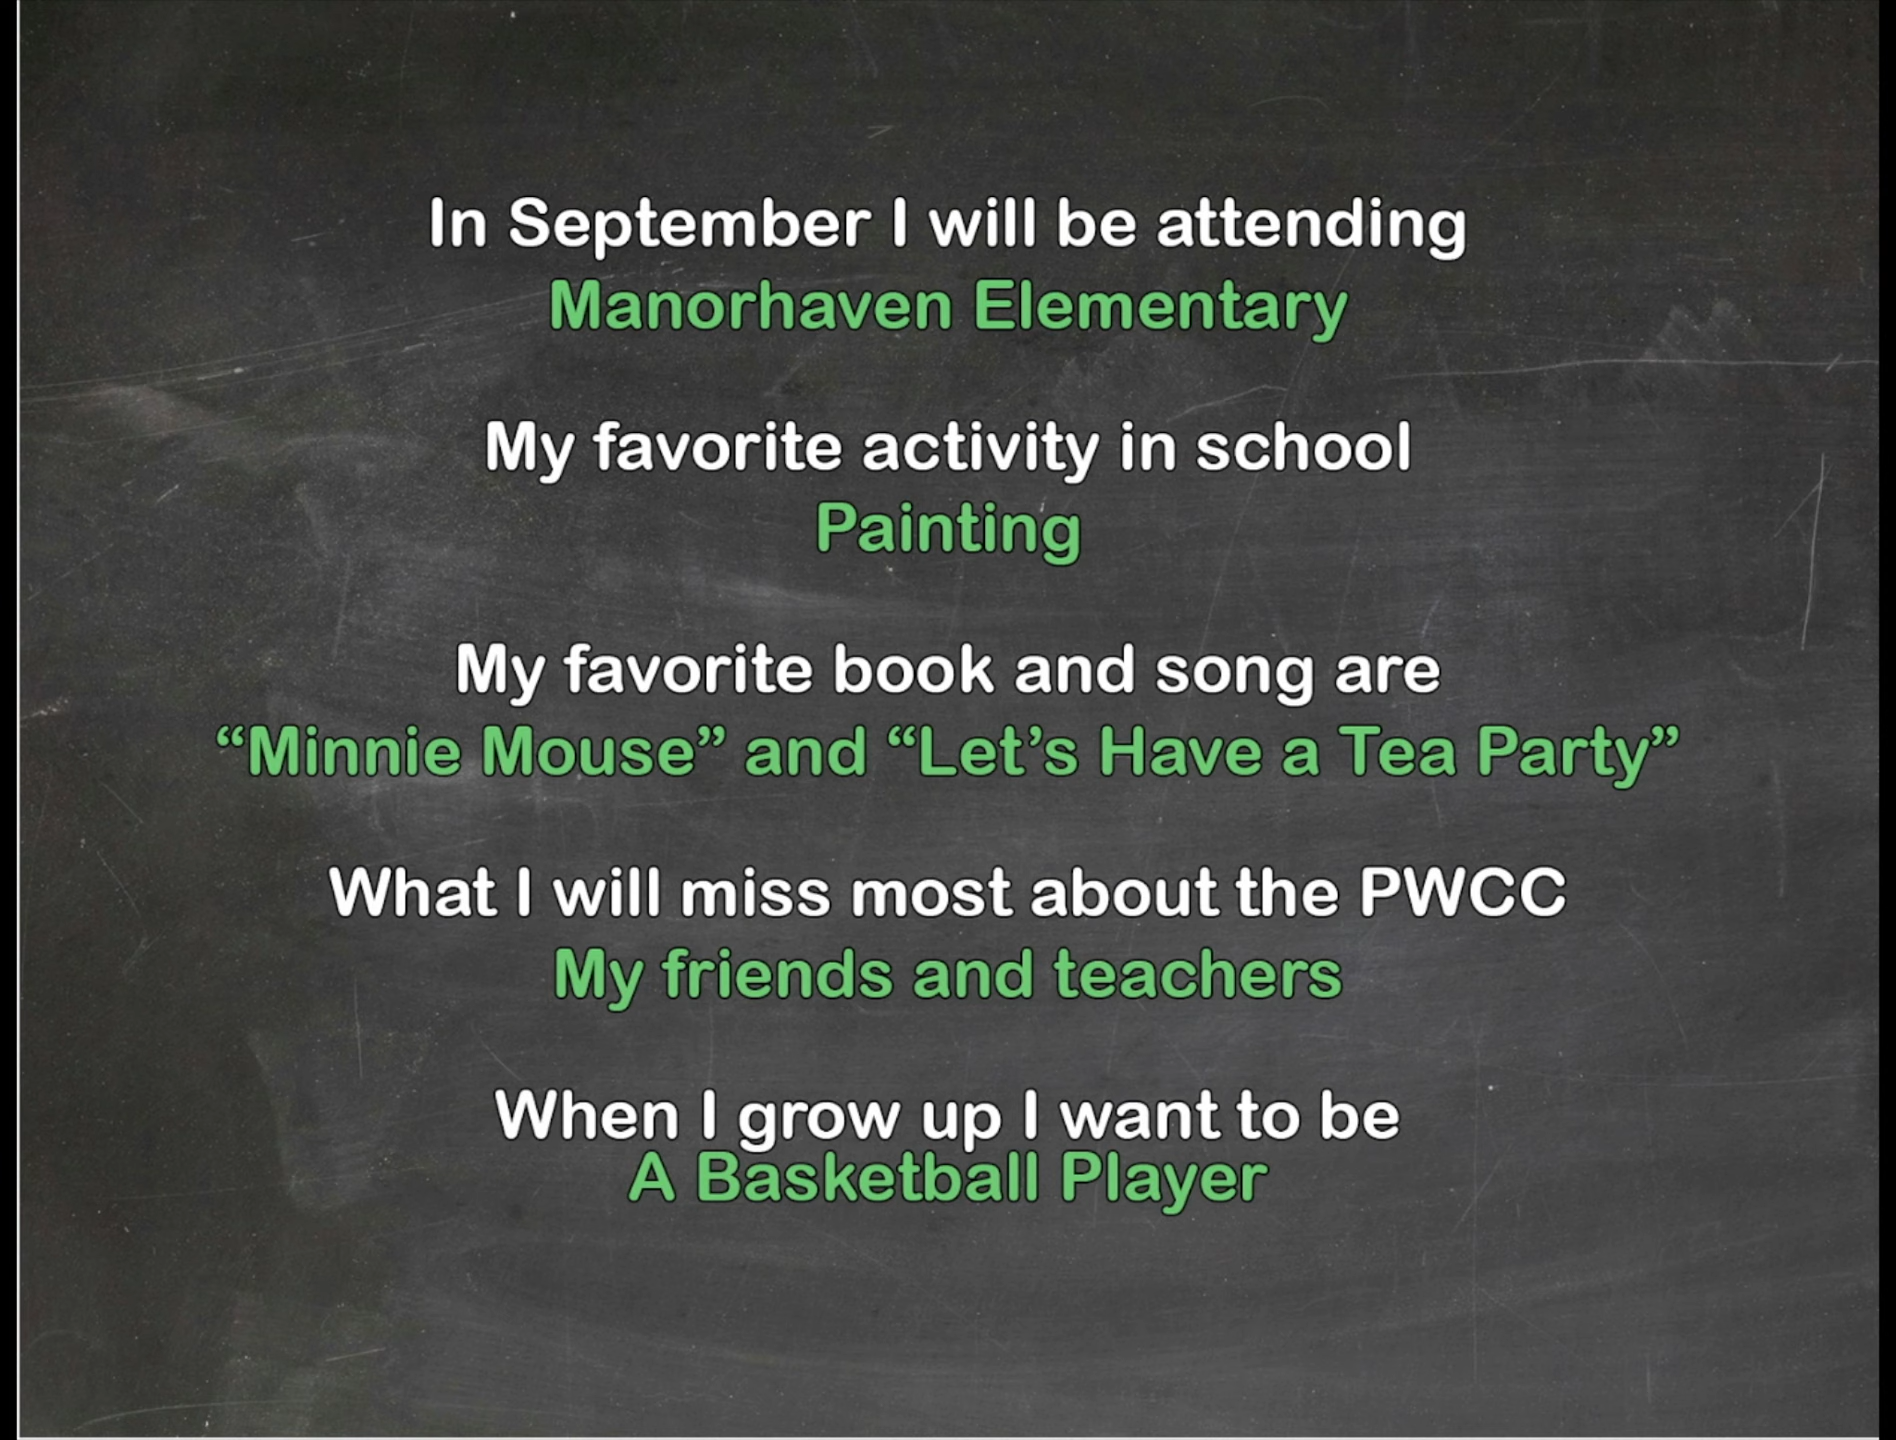 In September I will be attending
Manorhaven Elementary
My favorite activity in school
Painting
My favorite book and song are
“Minnie Mouse” and “Let’s Have a Tea Party”
What I will miss most about the PWCC
My friends and teachers
When I grow up I want to be
A Basketball Player